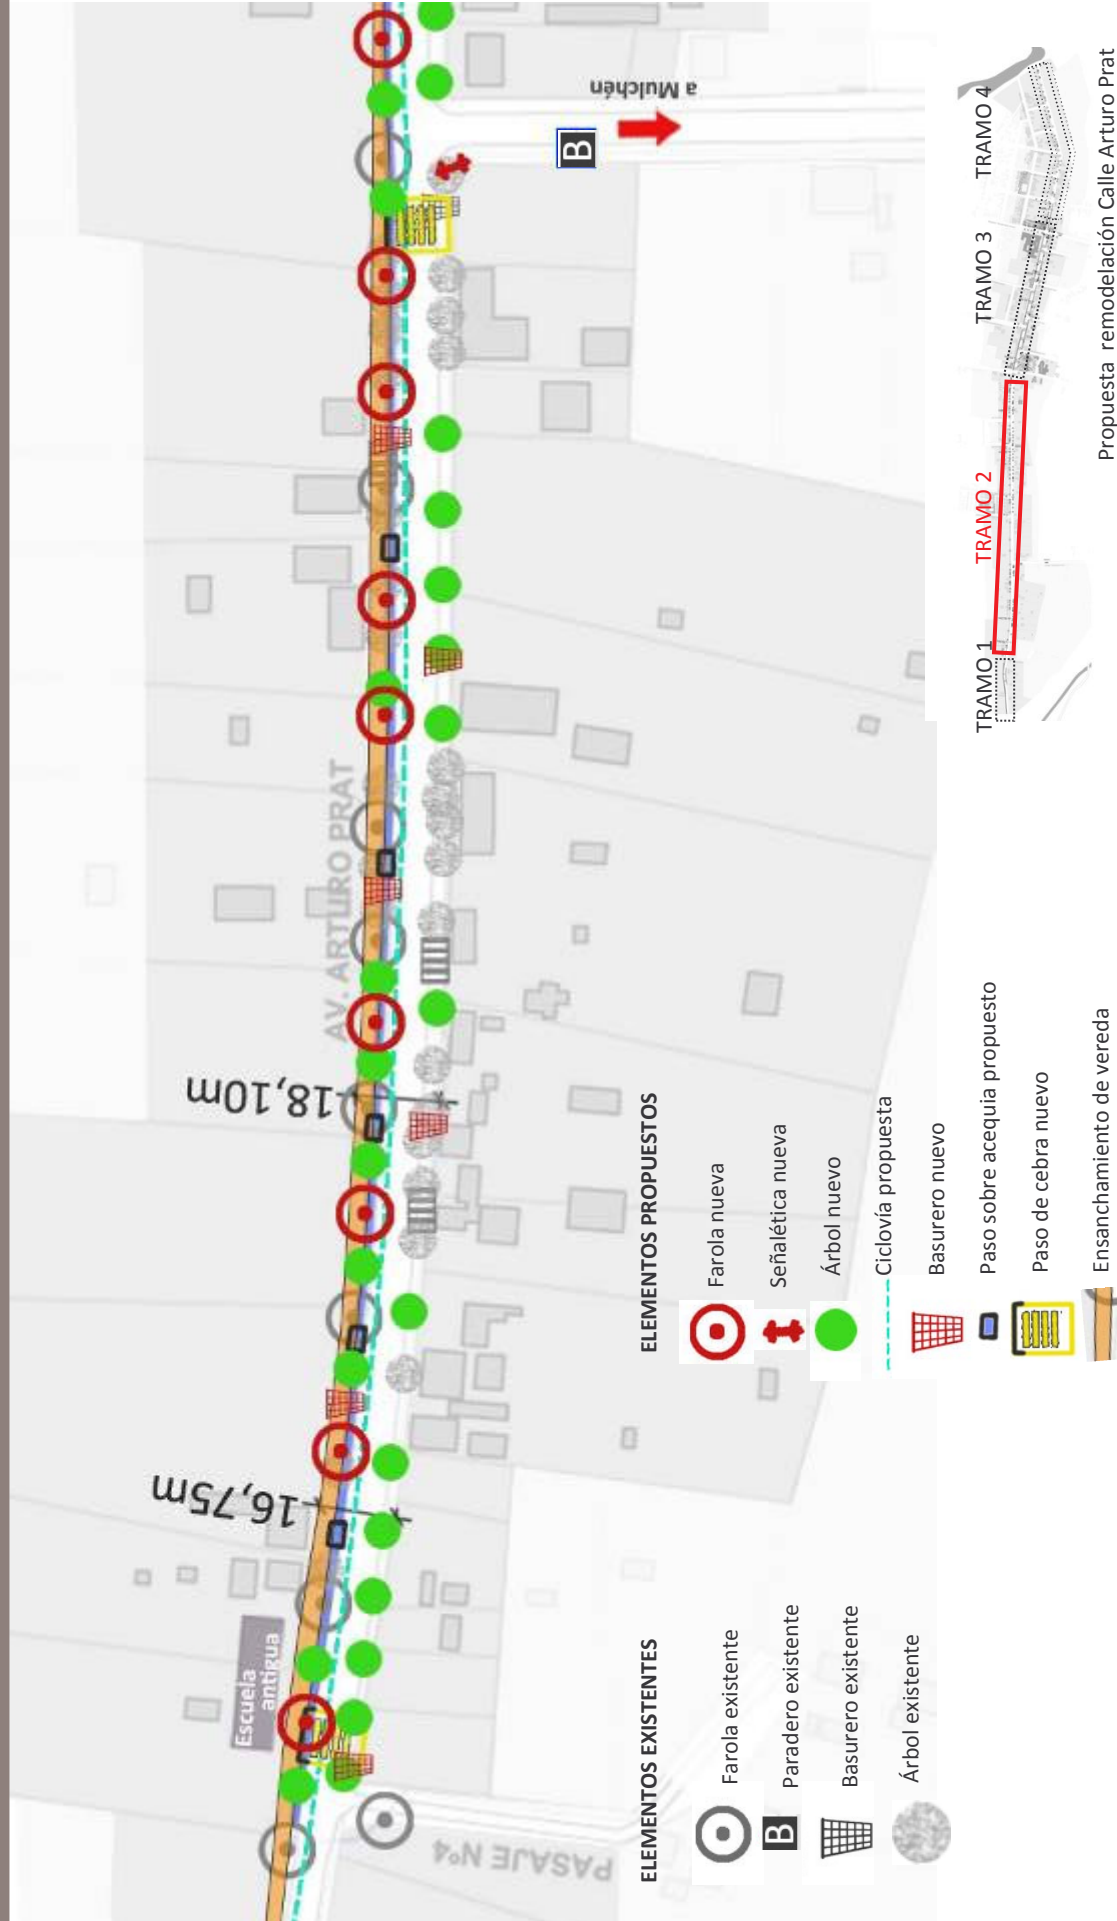 Escuela
antigua
16,75m
18,10m
AV. ARTURO PRAT
PASAJE Nº4
B
a Mulchén
ELEMENTOS EXISTENTES
Farola existente
B
Paradero existente
Basurero existente
Árbol existente
ELEMENTOS PROPUESTOS
Farola nueva
Señalética nueva
Árbol nuevo
Ciclovía propuesta
Basurero nuevo
Paso sobre acequia propuesto
Paso de cebra nuevo
Ensanchamiento de vereda
TRAMO 1
TRAMO 2
TRAMO 3
TRAMO 4
Propuesta remodelación Calle Arturo Prat